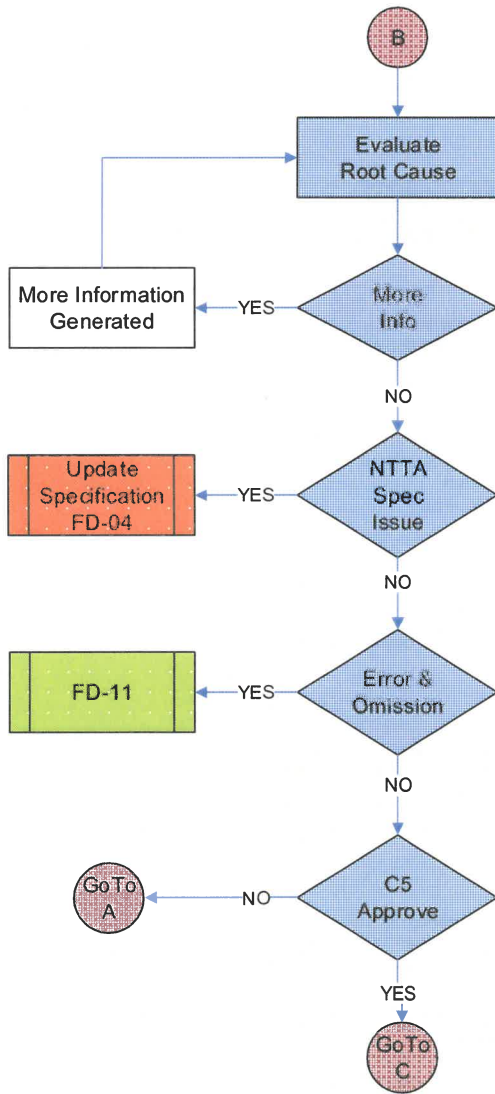 B
Evaluate
Root Cause
More Information
Generated
YES
More
Info
NO
Update
Specification
FD-04
YES
NTTA
Spec
Issue
NO
FD-11
YES
Error &
Omission
NO
GoTo
A
NO
C5
Approve
YES
GoTo
C